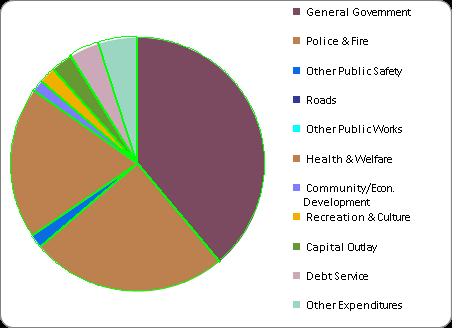 General Government
Police & Fire
Other Public Safety
Roads
Other Public Works
Health & Welfare
Community/Econ.
Development
Recreation & Culture
Capital Outlay
Debt Service
Other Expenditures